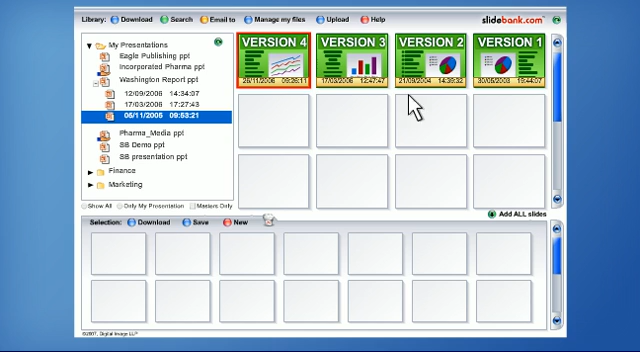 Library: Download Search Email to Manage my files Upload Help slidebank.com™
My Presentations
Eagle Publishing ppt
Incorporated Pharma ppt
Washington Report ppt
12/09/2006 14:34:07
17/03/2006 17:27:43
06/11/2006 09:53:21
Pharma_Media ppt
SB Demo ppt
SB presentation ppt
Finance
Marketing
VERSION 4
VERSION 3
VERSION 2
VERSION 1
Show All Only My Presentation Masters Only
Add ALL slides
Selection: Download Save New
©2007, Digital Image LLP